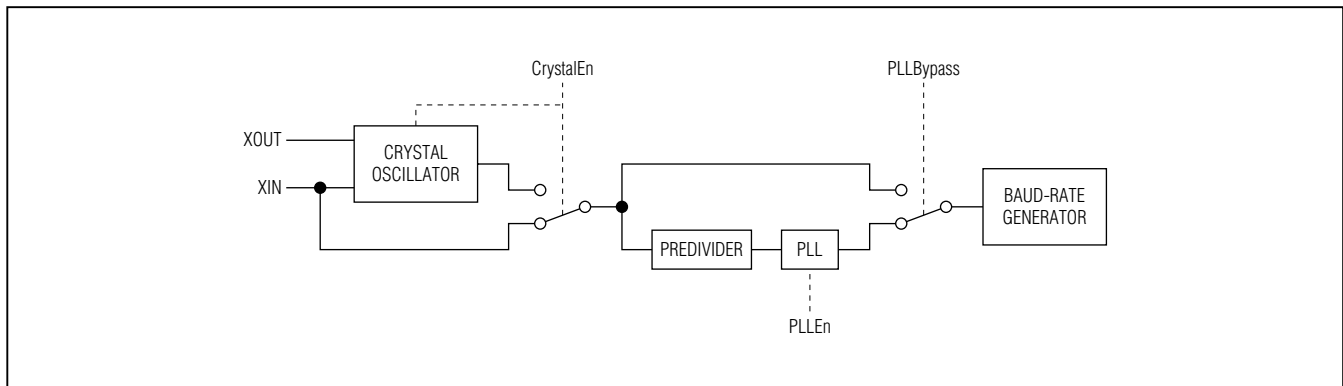 CrystalEn
PLLBypass
XOUT
CRYSTAL
OSCILLATOR
XIN
BAUD-RATE
GENERATOR
PREDIVIDER
PLL
PLLEn